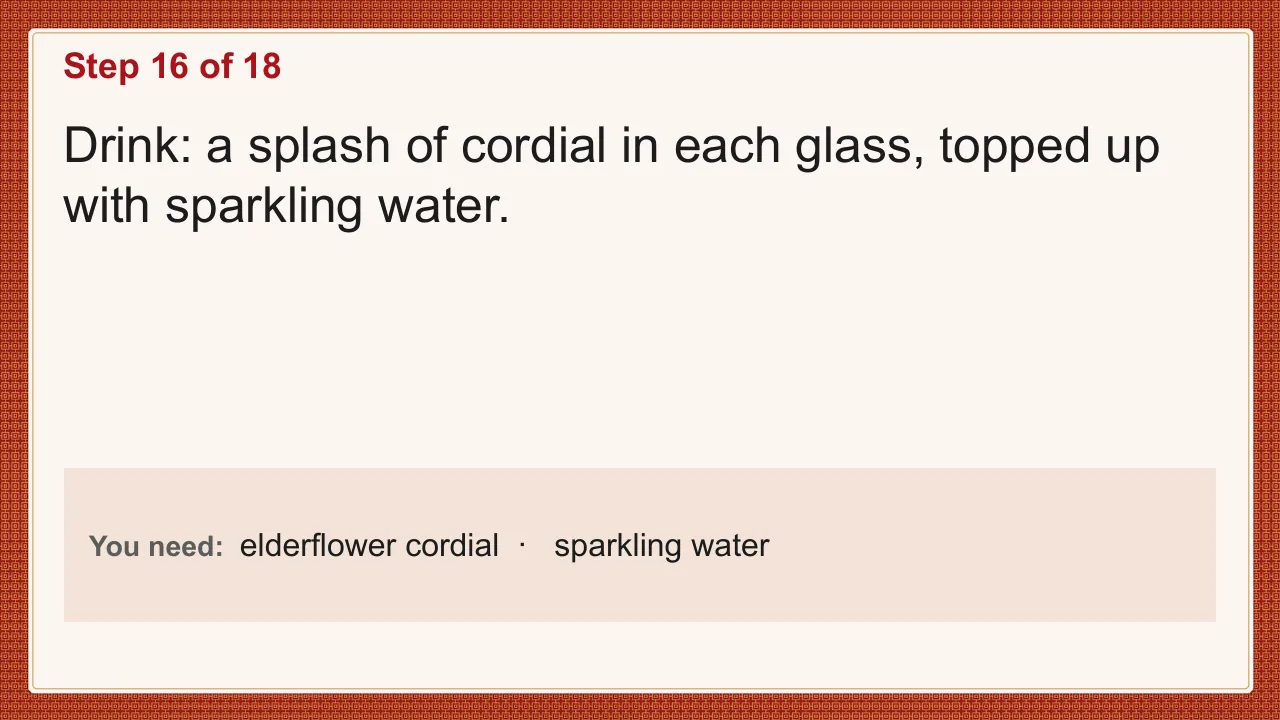 Step 16 of 18
Drink: a splash of cordial in each glass, topped up
with sparkling water.
You need: elderflower cordial · sparkling water